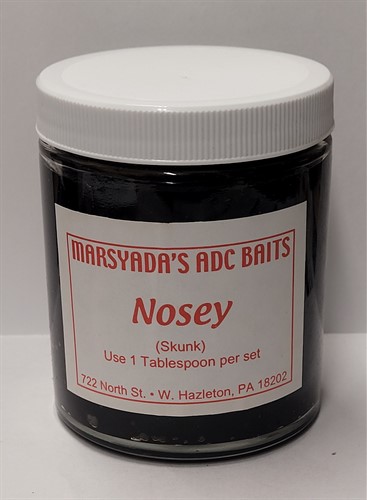 MARSYADA'S ADC BAITS
Nosey
(Skunk)
Use 1 Tablespoon per set
722 North St. • W. Hazleton, PA 18202